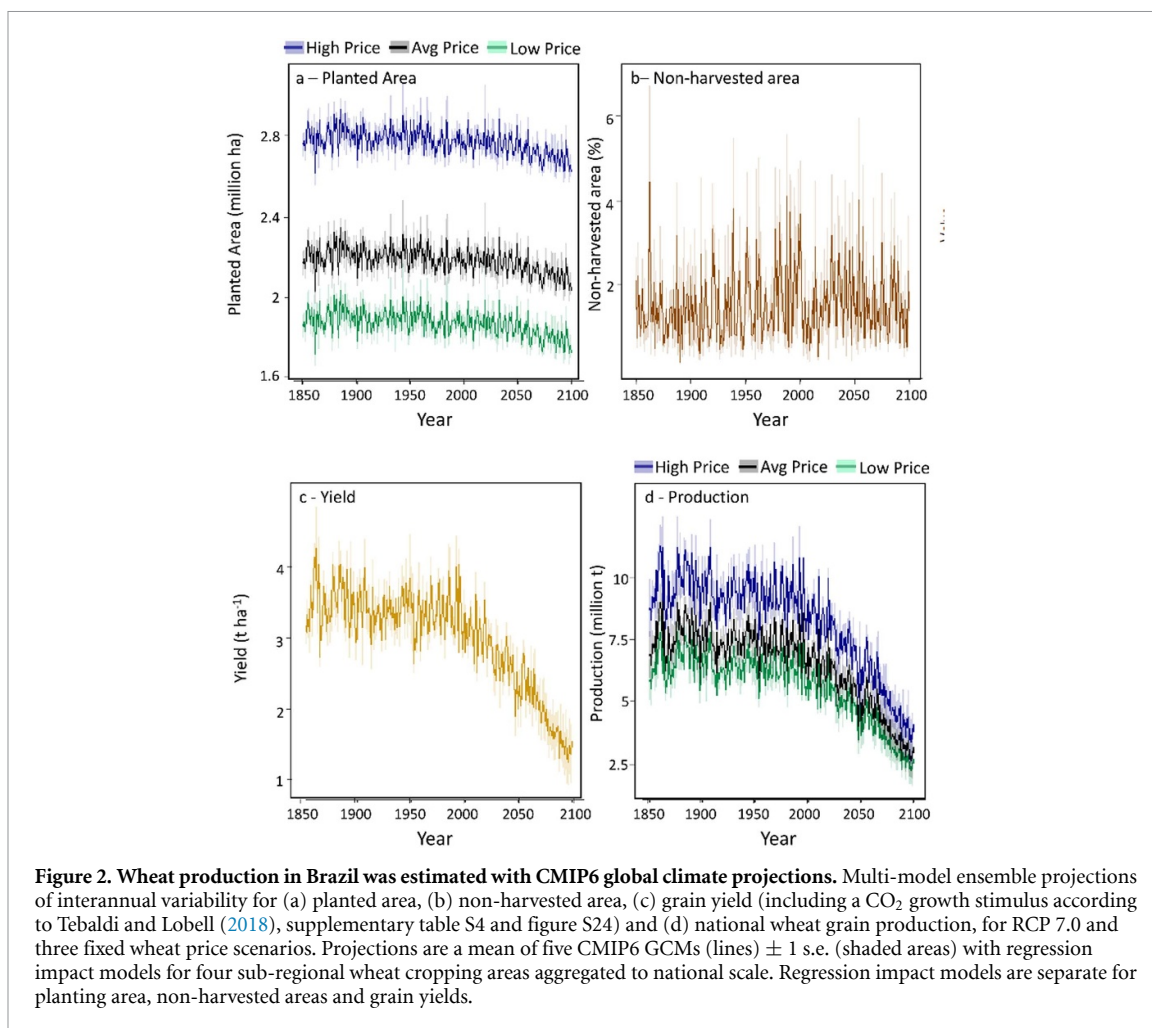 High Price Avg Price Low Price
a – Planted Area
Planted Area (million ha)
2.8
2.4
2
1.6
1850 1900 1950 2000 2050 2100
Year
b– Non-harvested area
Non-harvested area (%)
6
4
2
1850 1900 1950 2000 2050 2100
Year
c - Yield
Yield (t ha⁻¹)
4
3
2
1
1850 1900 1950 2000 2050 2100
Year
High Price Avg Price Low Price
d - Production
Production (million t)
10
7.5
5
2.5
1850 1900 1950 2000 2050 2100
Year
Figure 2. Wheat production in Brazil was estimated with CMIP6 global climate projections. Multi-model ensemble projections
of interannual variability for (a) planted area, (b) non-harvested area, (c) grain yield (including a CO₂ growth stimulus according
to Tebaldi and Lobell (2018), supplementary table S4 and figure S24) and (d) national wheat grain production, for RCP 7.0 and
three fixed wheat price scenarios. Projections are a mean of five CMIP6 GCMs (lines) ± 1 s.e. (shaded areas) with regression
impact models for four sub-regional wheat cropping areas aggregated to national scale. Regression impact models are separate for
planting area, non-harvested areas and grain yields.